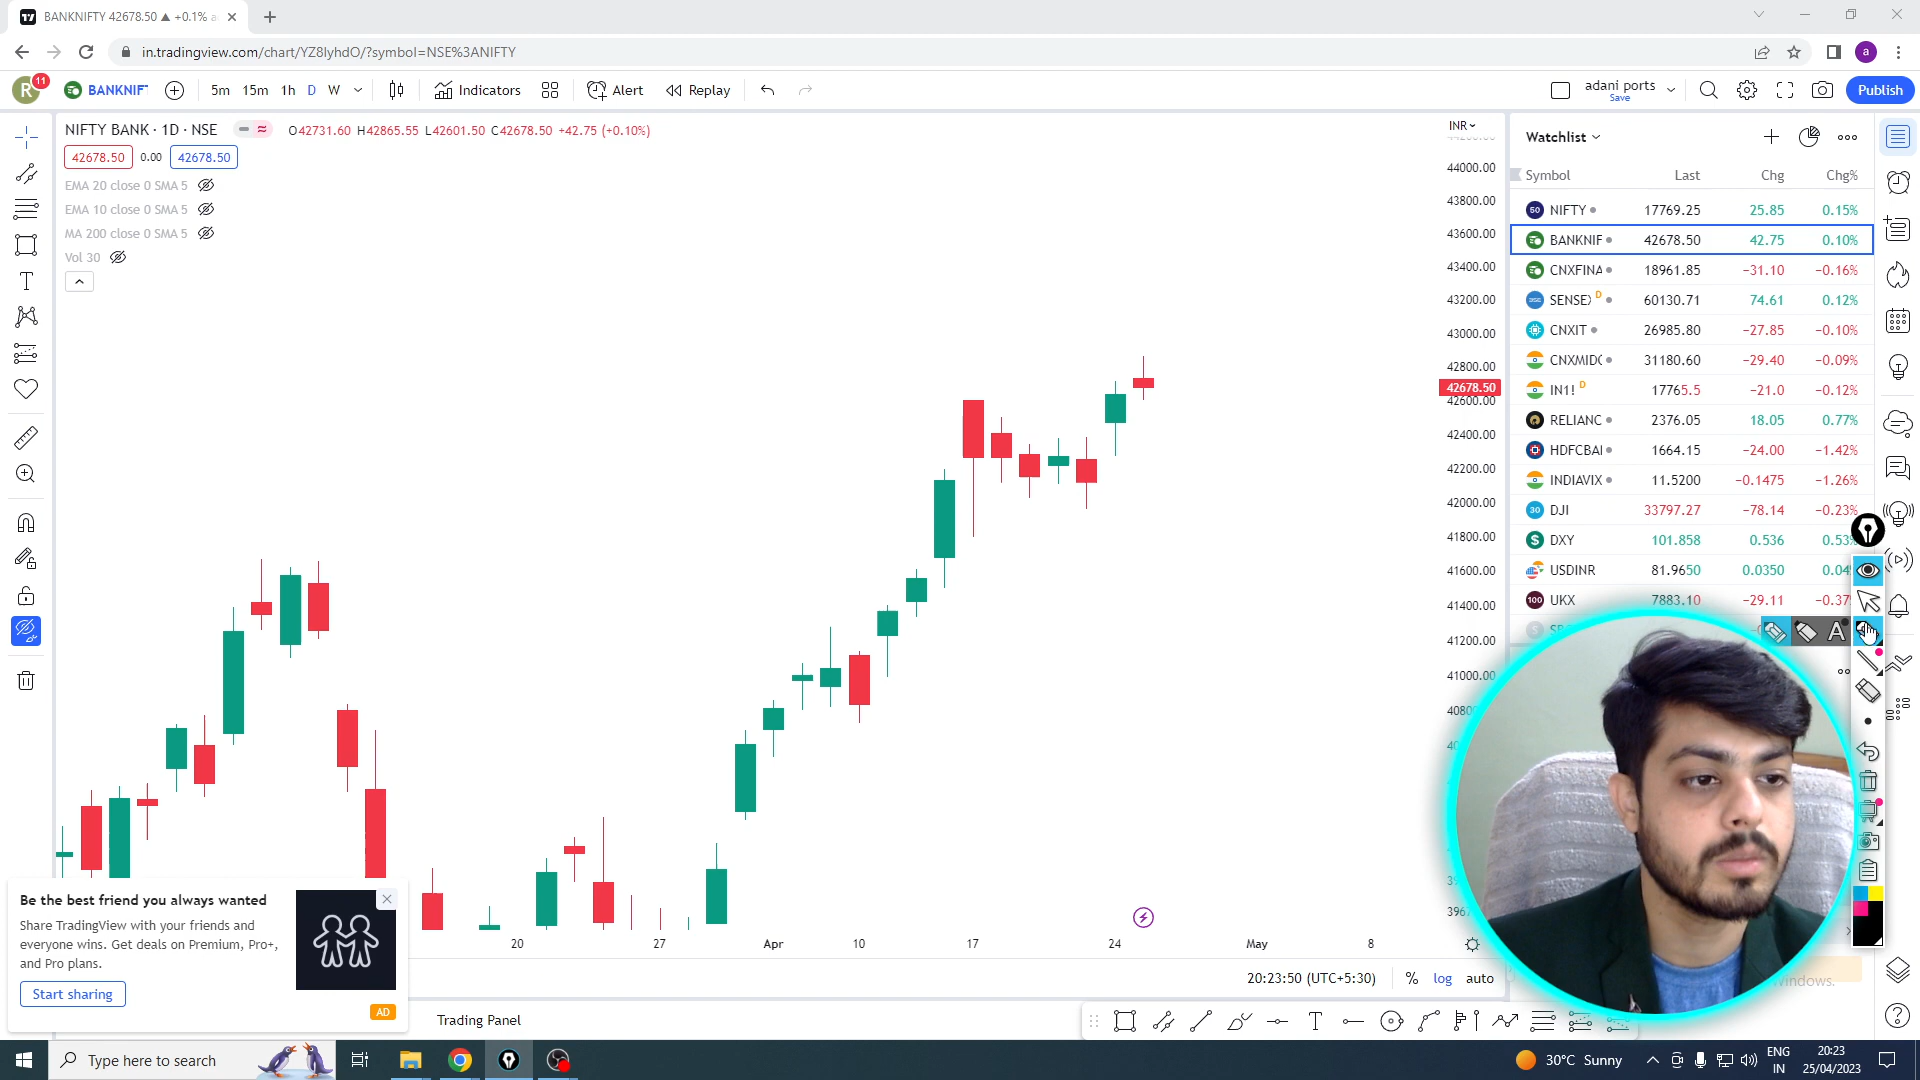 BANKNIFTY 42678.50 ▲ +0.1%
in.tradingview.com/chart/YZ8lyhdO/?symbol=NSE%3ANIFTY
a
R 11
BANKNIF
5m 15m 1h D W
Indicators
Alert
Replay
adani ports
Save
Publish
NIFTY BANK · 1D · NSE
O42731.60 H42865.55 L42601.50 C42678.50 +42.75 (+0.10%)
42678.50 0.00 42678.50
EMA 20 close 0 SMA 5
EMA 10 close 0 SMA 5
MA 200 close 0 SMA 5
Vol 30
INR
44000.00
43800.00
43600.00
43400.00
43200.00
43000.00
42800.00
42678.50
42600.00
42400.00
42200.00
42000.00
41800.00
41600.00
41400.00
41200.00
41000.00
Watchlist
Symbol Last Chg Chg%
NIFTY 17769.25 25.85 0.15%
BANKNIF 42678.50 42.75 0.10%
CNXFINA 18961.85 −31.10 −0.16%
SENSEX D 60130.71 74.61 0.12%
CNXIT 26985.80 −27.85 −0.10%
CNXMIDC 31180.60 −29.40 −0.09%
IN1! D 17765.5 −21.0 −0.12%
RELIANC 2376.05 18.05 0.77%
HDFCBAI 1664.15 −24.00 −1.42%
INDIAVIX 11.5200 −0.1475 −1.26%
DJI 33797.27 −78.14 −0.23%
DXY 101.858 0.536 0.53%
USDINR 81.9650 0.0350 0.04
UKX 7883.10 −29.11 −0.37
Be the best friend you always wanted
Share TradingView with your friends and
everyone wins. Get deals on Premium, Pro+,
and Pro plans.
Start sharing
AD
20 27 Apr 10 17 24 May 8
20:23:50 (UTC+5:30) % log auto
Windows.
Trading Panel
Type here to search
30°C Sunny
ENG
IN
20:23
25/04/2023